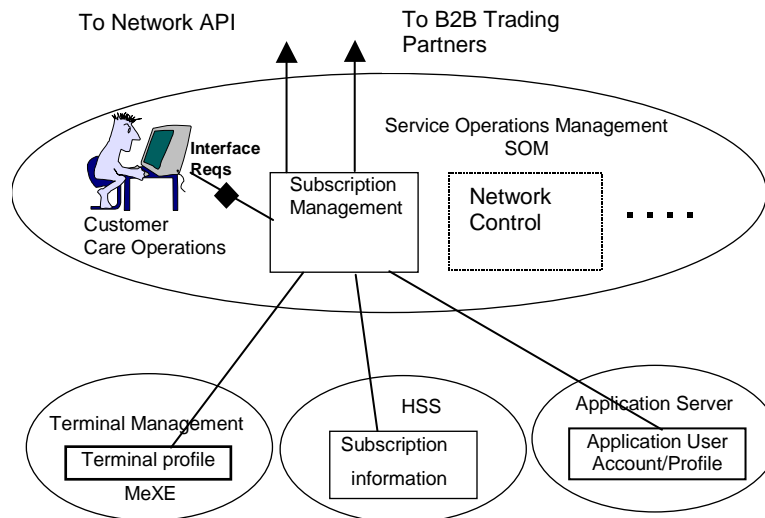 To Network API
To B2B Trading
Partners
Service Operations Management
SOM
Interface
Reqs
Subscription
Management
Network
Control
Customer
Care Operations
Terminal Management
Terminal profile
MeXE
HSS
Subscription
information
Application Server
Application User
Account/Profile